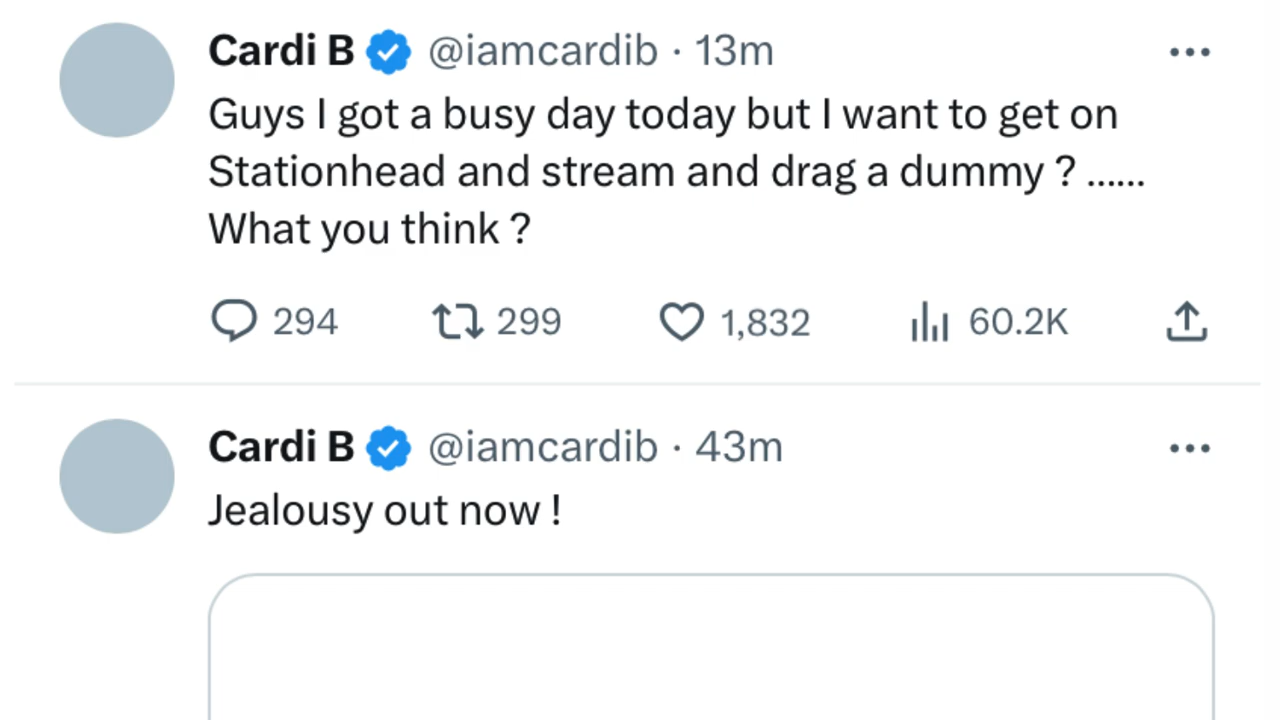 Cardi B @iamcardib · 13m
Guys I got a busy day today but I want to get on
Stationhead and stream and drag a dummy ? ......
What you think ?
294 299 1,832 60.2K
Cardi B @iamcardib · 43m
Jealousy out now !